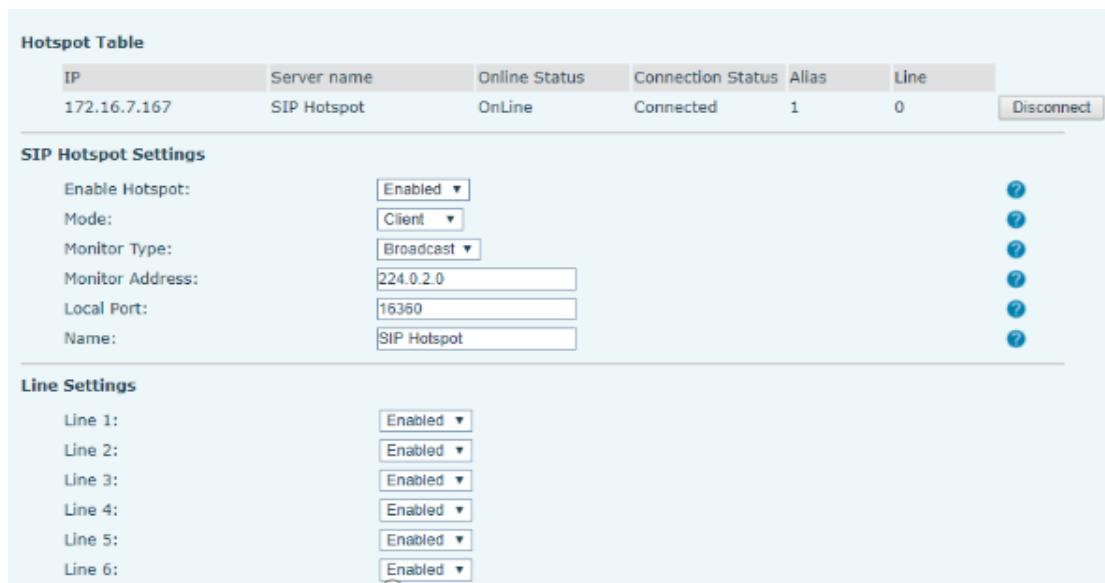 Hotspot Table
IP Server name Online Status Connection Status Alias Line
172.16.7.167 SIP Hotspot OnLine Connected 1 0 Disconnect
SIP Hotspot Settings
Enable Hotspot: Enabled
Mode: Client
Monitor Type: Broadcast
Monitor Address: 224.0.2.0
Local Port: 16360
Name: SIP Hotspot
Line Settings
Line 1: Enabled
Line 2: Enabled
Line 3: Enabled
Line 4: Enabled
Line 5: Enabled
Line 6: Enabled